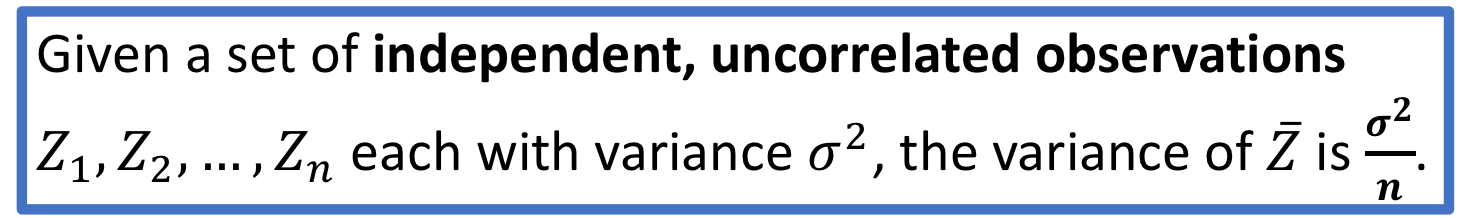 Given a set of independent, uncorrelated observations
𝑍₁, 𝑍₂, … , 𝑍ₙ each with variance 𝜎², the variance of 𝑍̄ is 𝝈²/𝒏.